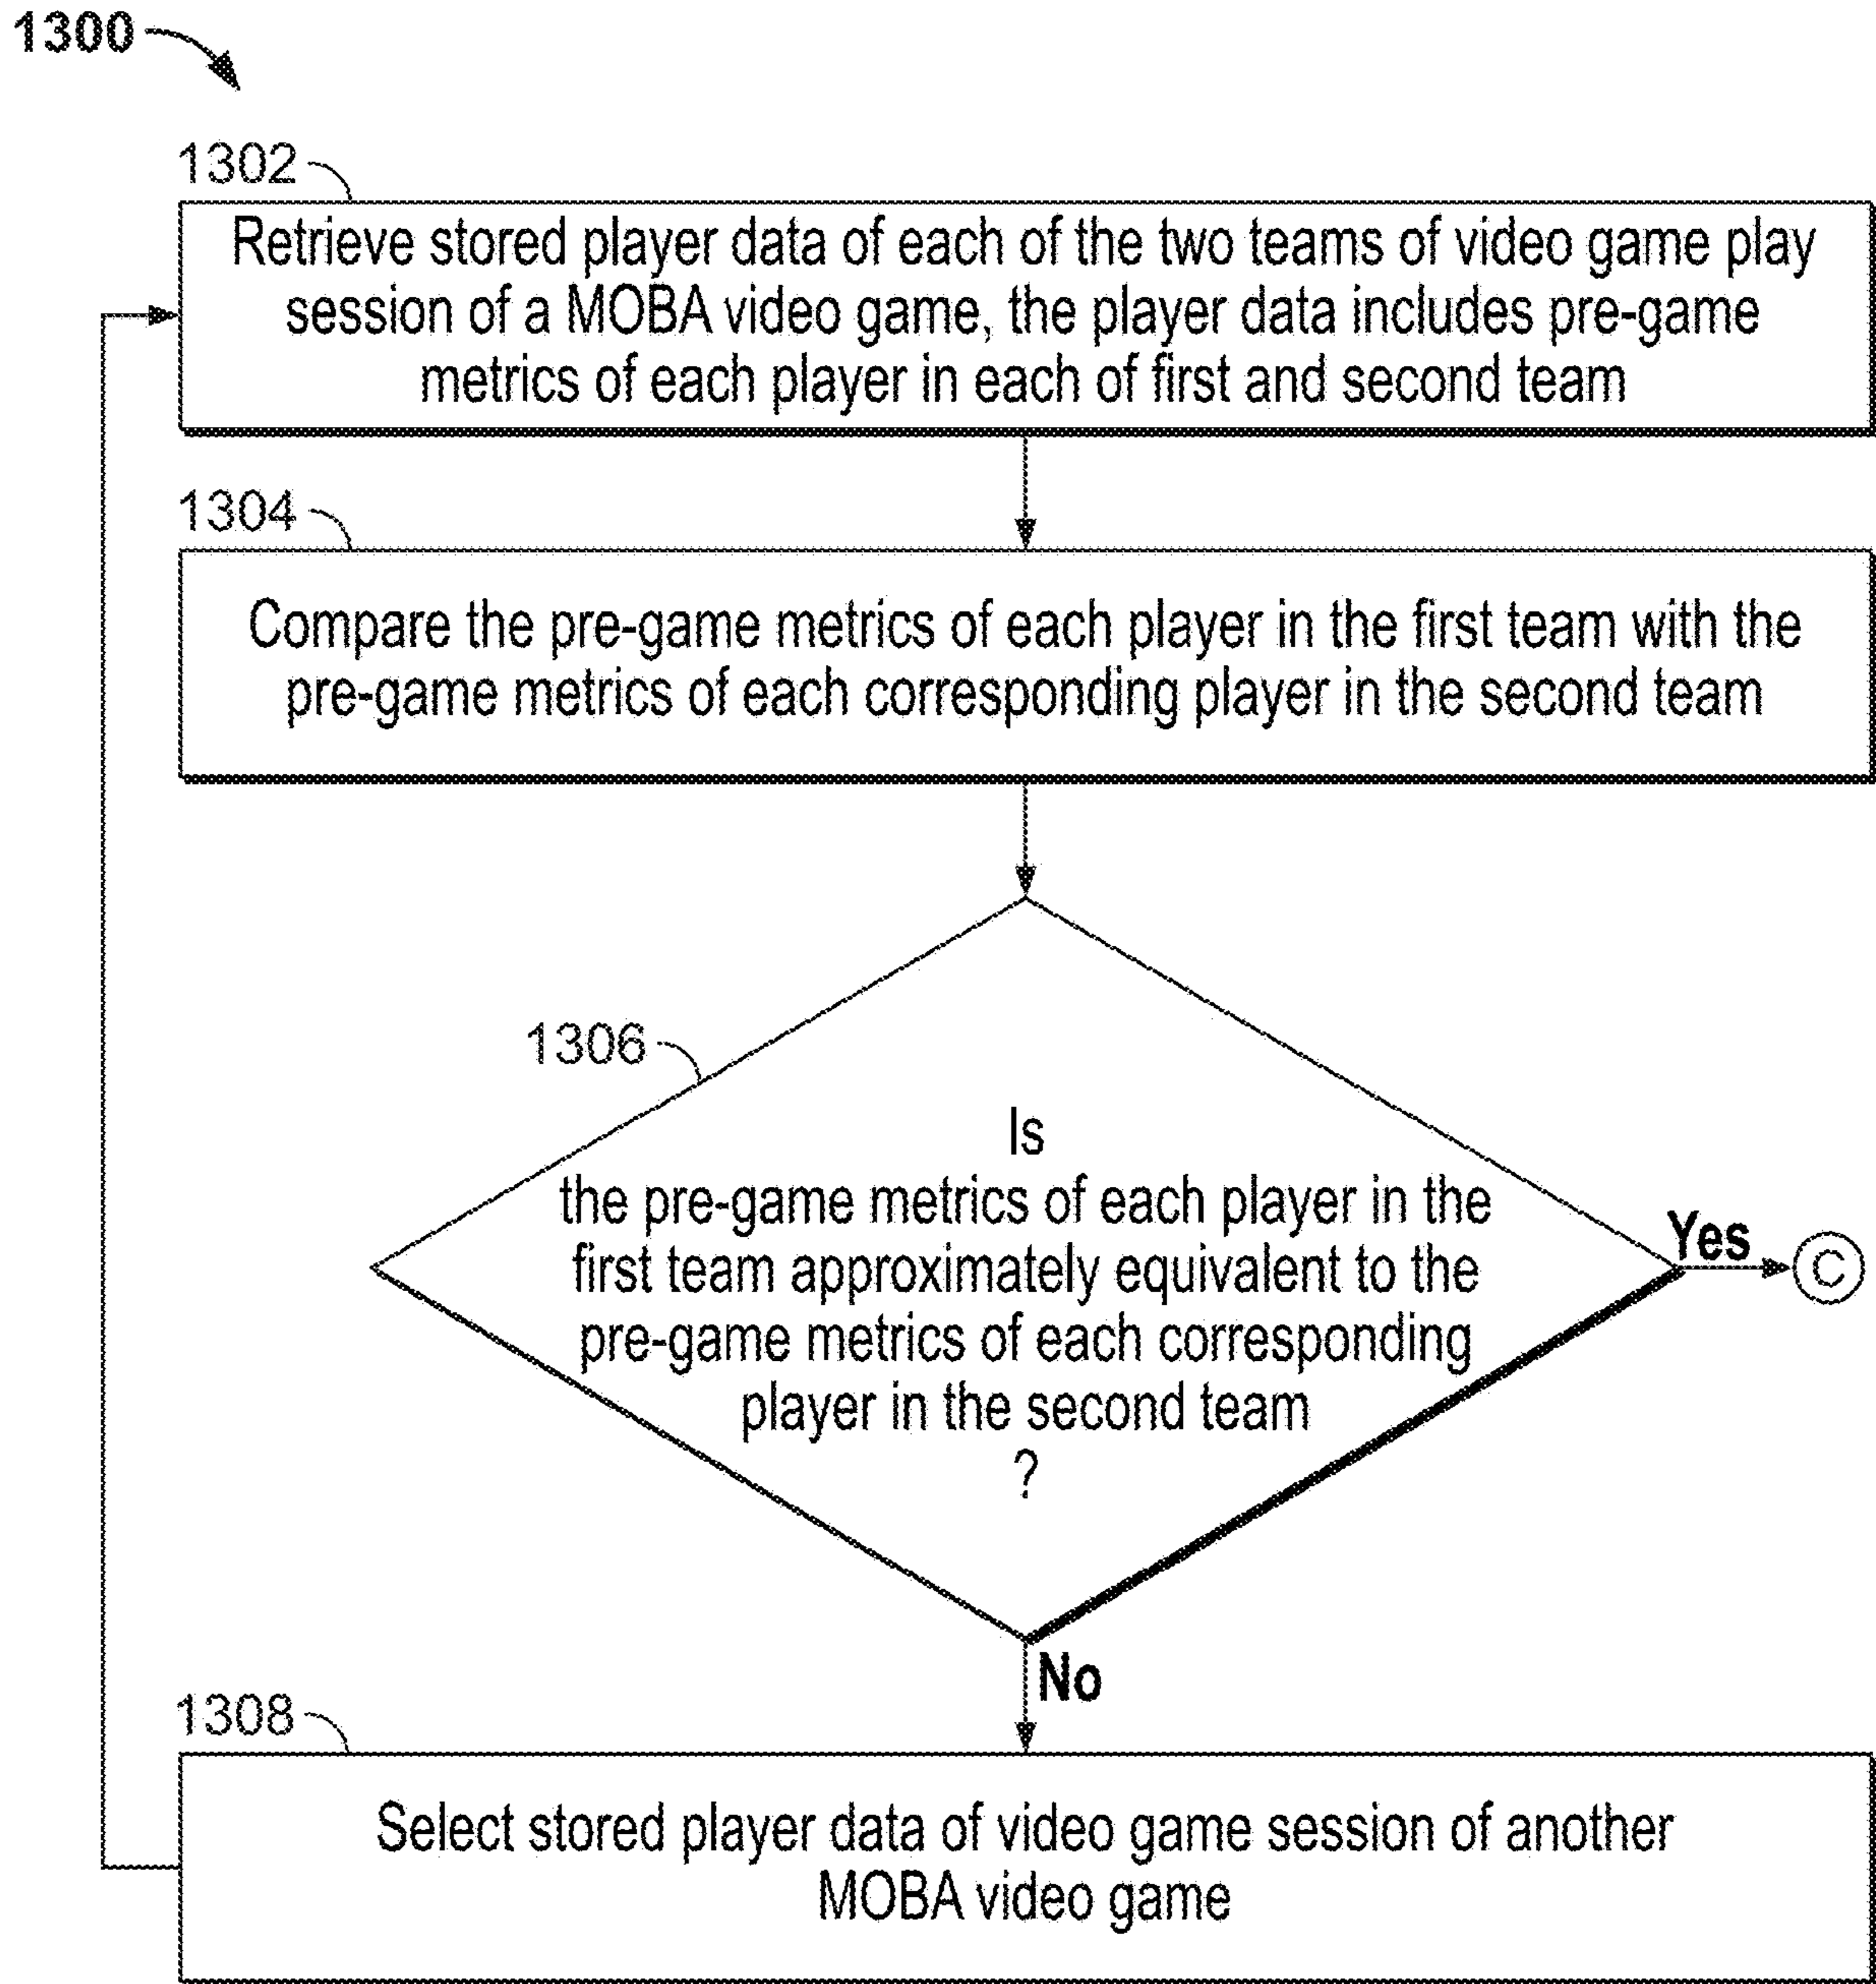 1300
1302
Retrieve stored player data of each of the two teams of video game play
session of a MOBA video game, the player data includes pre-game
metrics of each player in each of first and second team
1304
Compare the pre-game metrics of each player in the first team with the
pre-game metrics of each corresponding player in the second team
1306
Is
the pre-game metrics of each player in the
first team approximately equivalent to the
pre-game metrics of each corresponding
player in the second team
?
Yes
C
No
1308
Select stored player data of video game session of another
MOBA video game